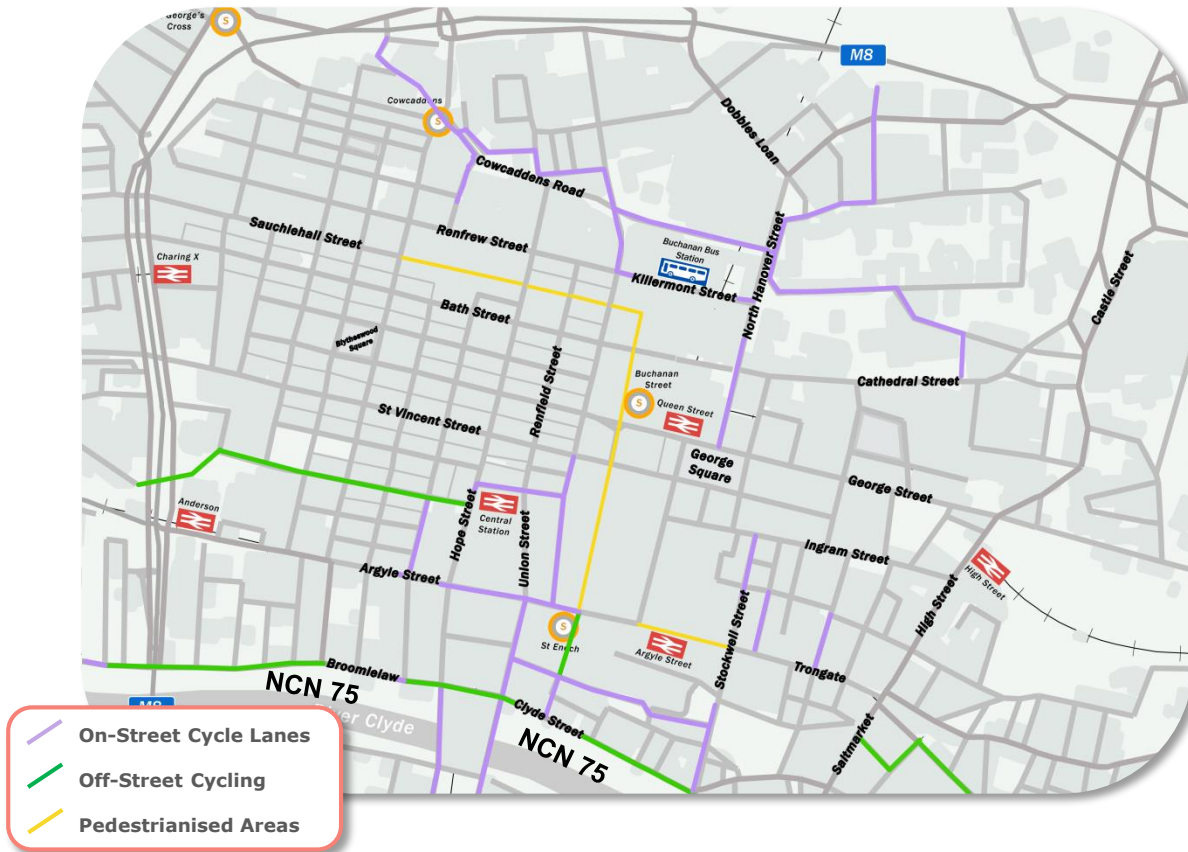 George's
Cross
S
M8
Cowcaddens
S
Dobbles Loan
Cowcaddens Road
Sauchiehall Street
Renfrew Street
Charing X
Buchanan Bus
Station
Killermont Street
North Hanover Street
Castle Street
Bath Street
Blytheswood
Square
Renfield Street
Buchanan
Street
S
Queen Street
Cathedral Street
St Vincent Street
George
Square
George Street
Anderson
Hope Street
Central
Station
Union Street
Ingram Street
High Street
High Street
Argyle Street
S
St Enoch
Argyle Street
Stockwell Street
Trongate
Broomielaw
NCN 75
M8
River Clyde
Clyde Street
NCN 75
Saltmarket
On-Street Cycle Lanes
Off-Street Cycling
Pedestrianised Areas